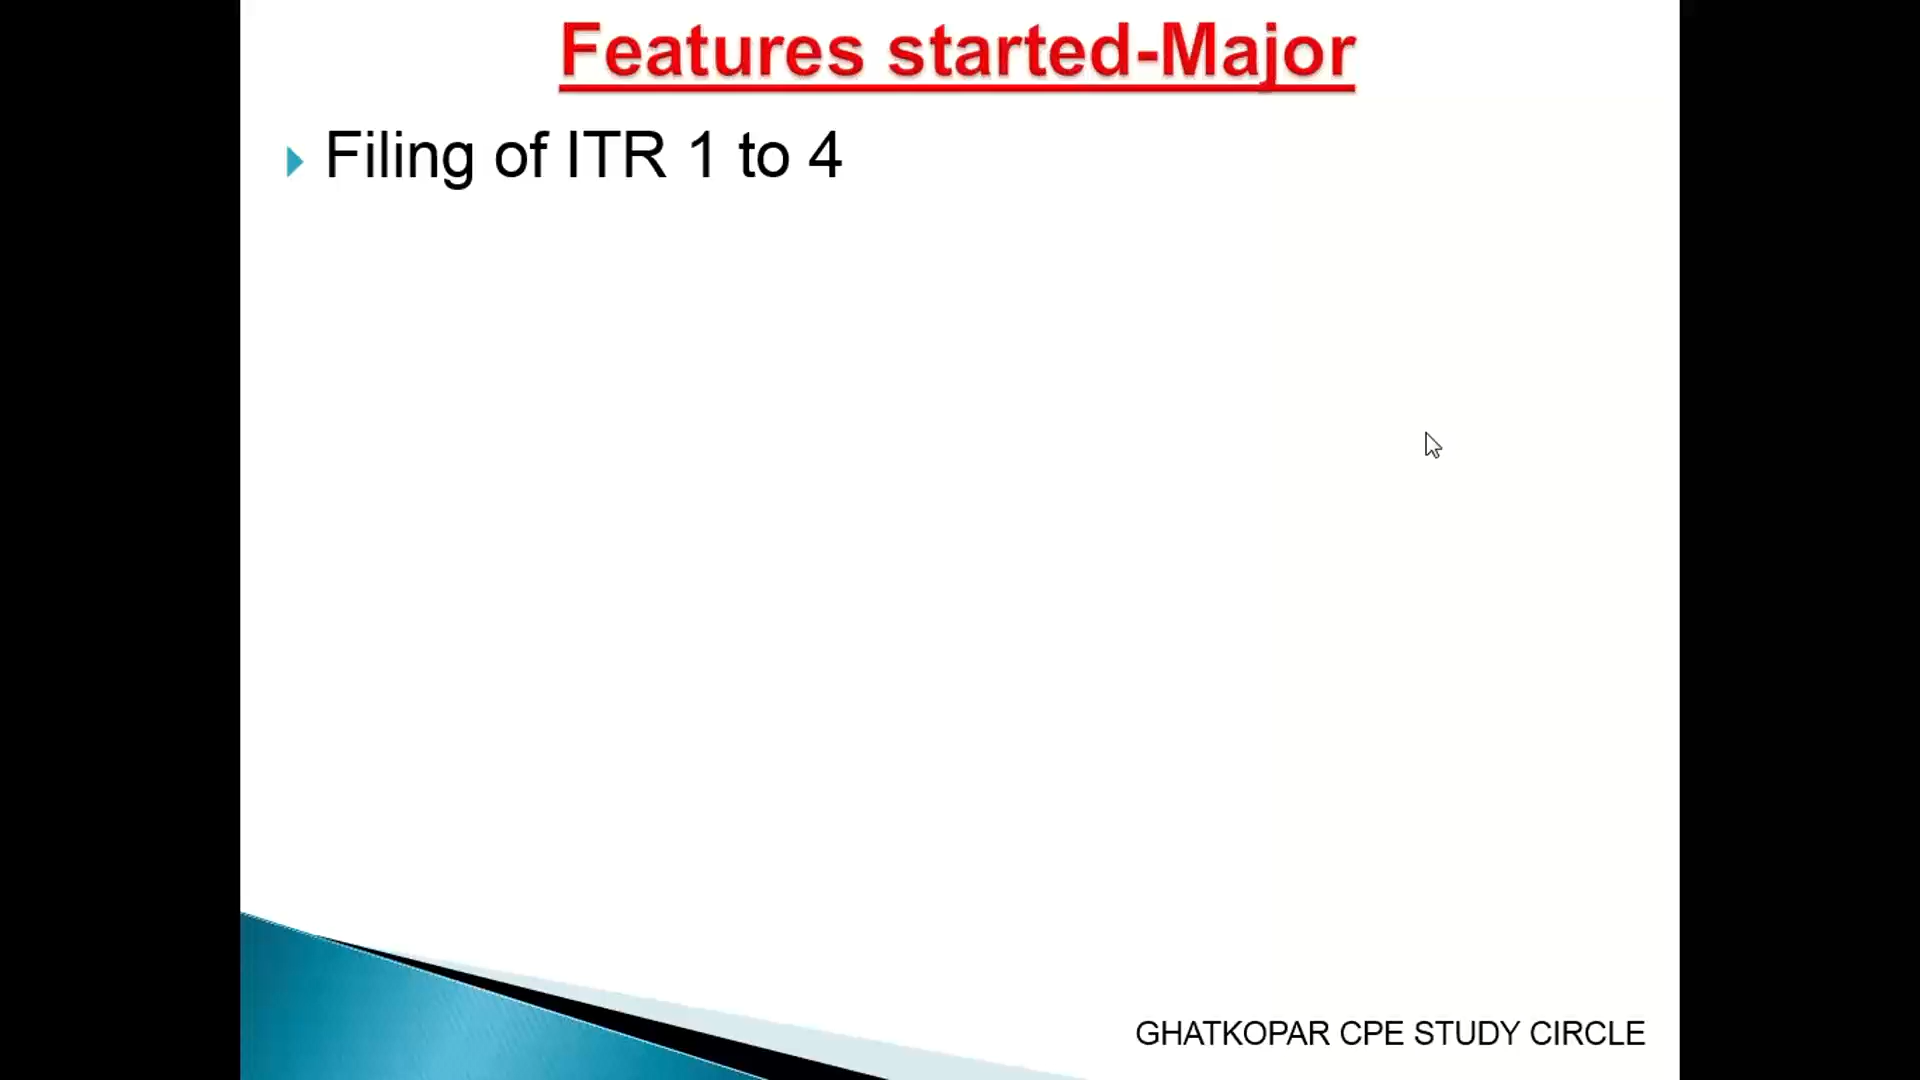 Features started-Major
Filing of ITR 1 to 4
GHATKOPAR CPE STUDY CIRCLE